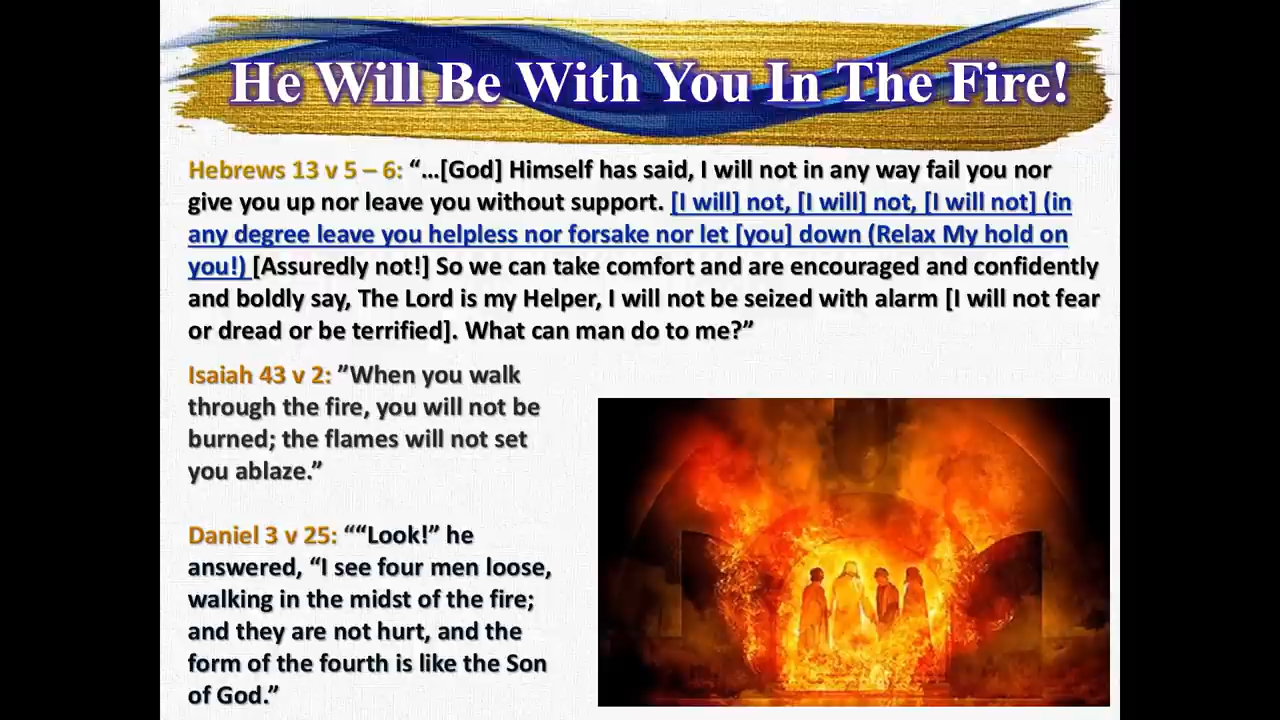 He Will Be With You In The Fire!
Hebrews 13 v 5 – 6: “…[God] Himself has said, I will not in any way fail you nor
give you up nor leave you without support. [I will] not, [I will] not, [I will not] (in
any degree leave you helpless nor forsake nor let [you] down (Relax My hold on
you!) [Assuredly not!] So we can take comfort and are encouraged and confidently
and boldly say, The Lord is my Helper, I will not be seized with alarm [I will not fear
or dread or be terrified]. What can man do to me?”
Isaiah 43 v 2: ”When you walk
through the fire, you will not be
burned; the flames will not set
you ablaze.”
Daniel 3 v 25: ““Look!” he
answered, “I see four men loose,
walking in the midst of the fire;
and they are not hurt, and the
form of the fourth is like the Son
of God.”